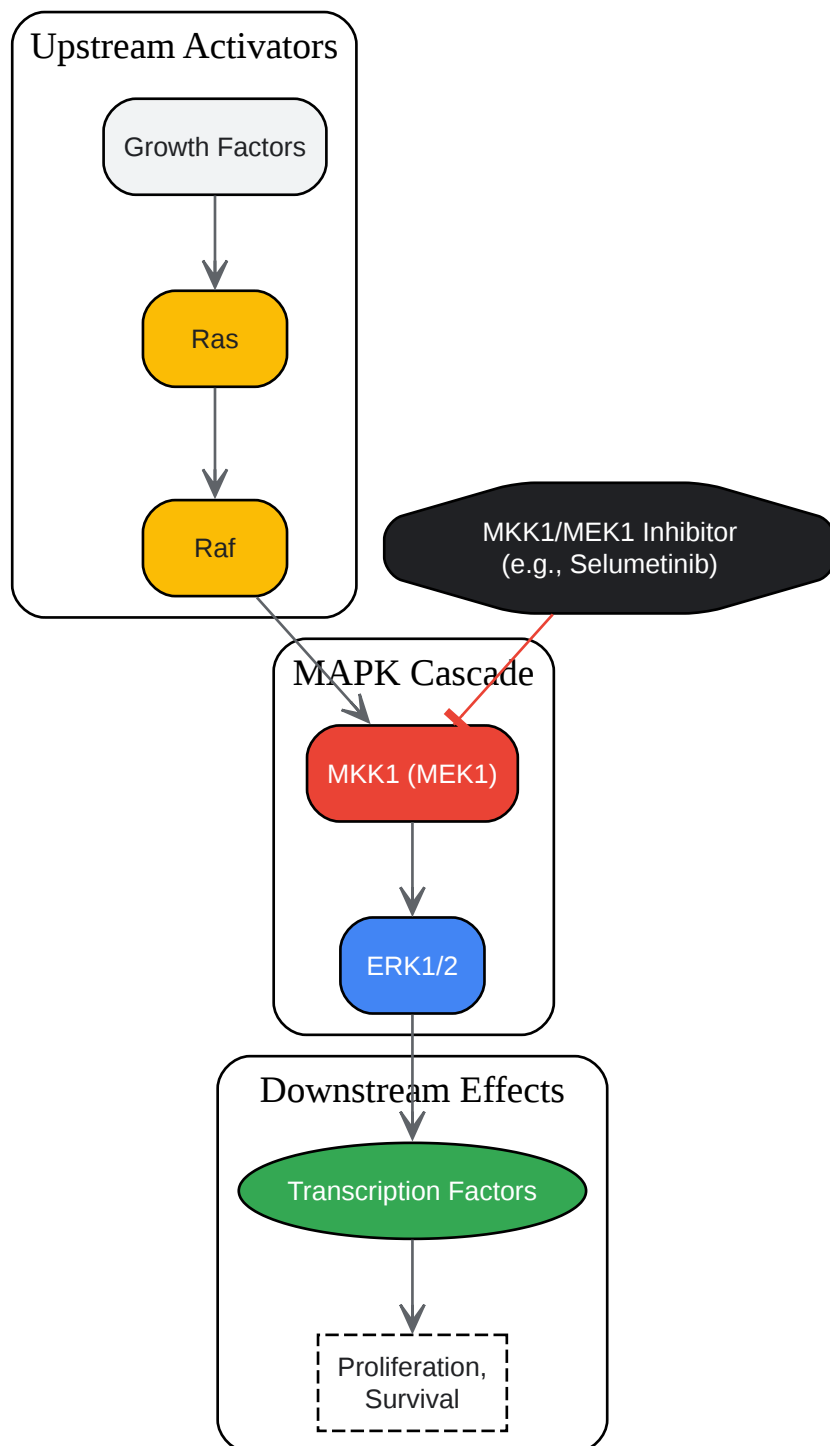 Upstream Activators
Growth Factors
Ras
Raf
MKK1/MEK1 Inhibitor
(e.g., Selumetinib)
MAPK Cascade
MKK1 (MEK1)
ERK1/2
Downstream Effects
Transcription Factors
Proliferation,
Survival